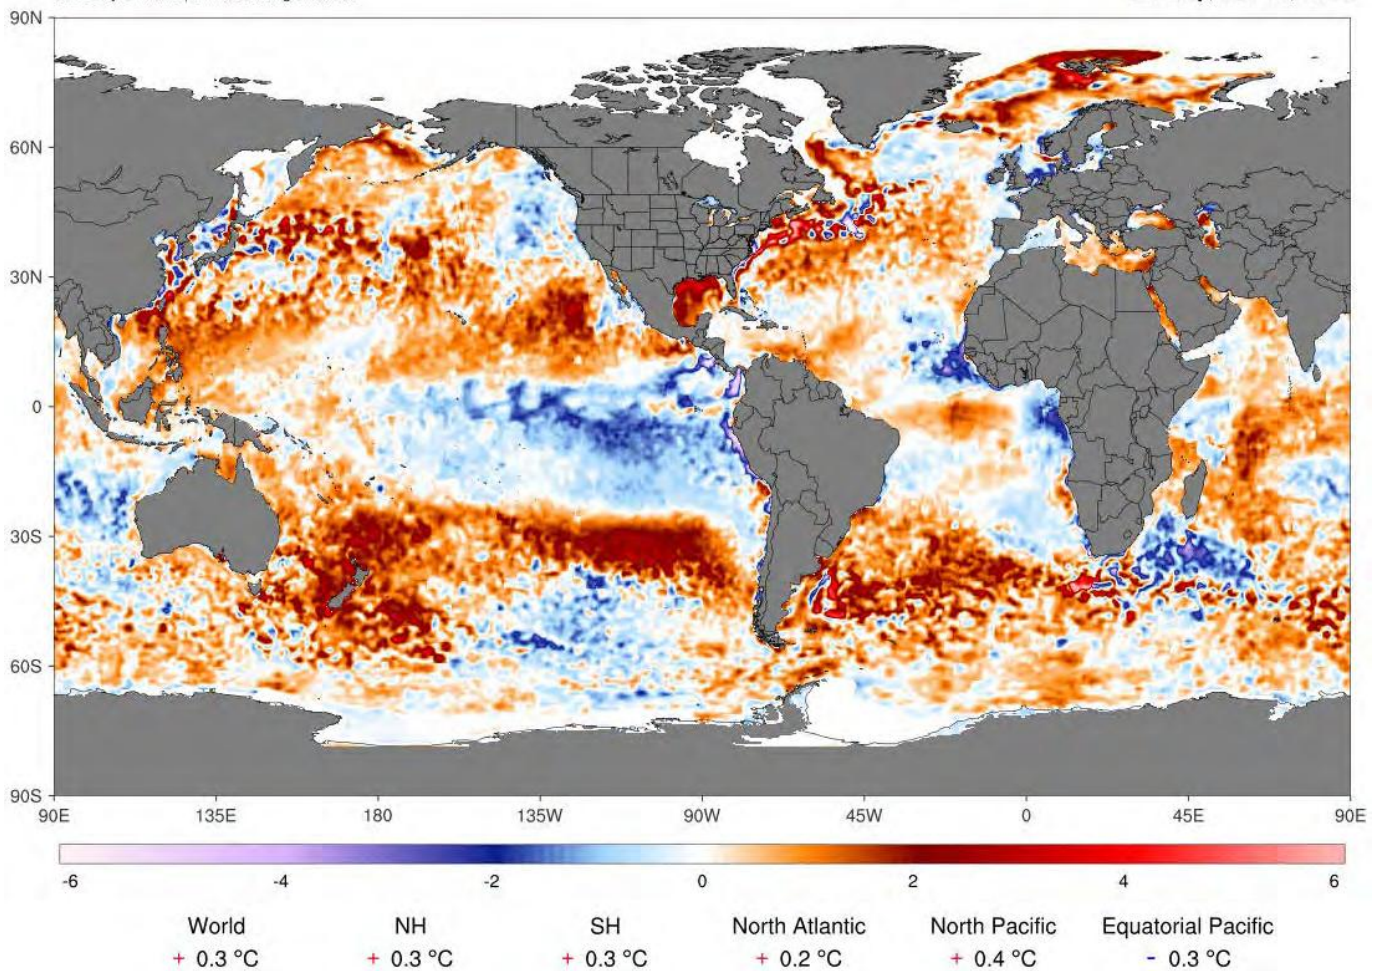 90N
60N
30N
0
30S
60S
90S
90E 135E 180 135W 90W 45W 0 45E 90E
-6 -4 -2 0 2 4 6
World NH SH North Atlantic North Pacific Equatorial Pacific
+ 0.3 °C + 0.3 °C + 0.3 °C + 0.2 °C + 0.4 °C - 0.3 °C